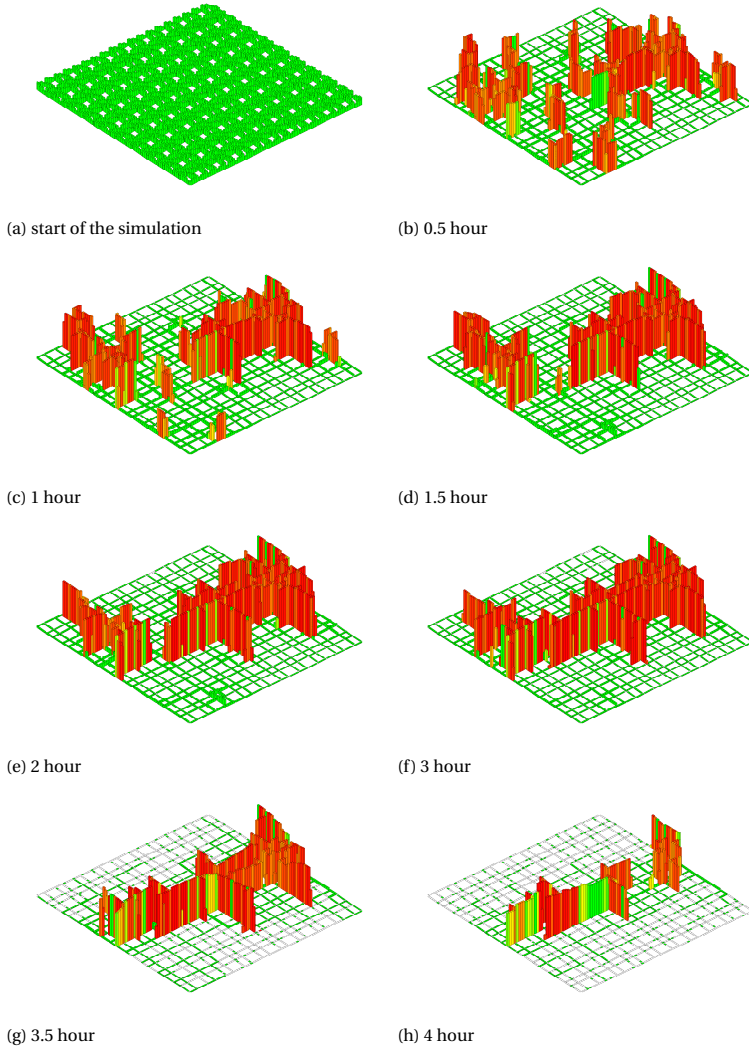 (a) start of the simulation
(b) 0.5 hour
(c) 1 hour
(d) 1.5 hour
(e) 2 hour
(f) 3 hour
(g) 3.5 hour
(h) 4 hour